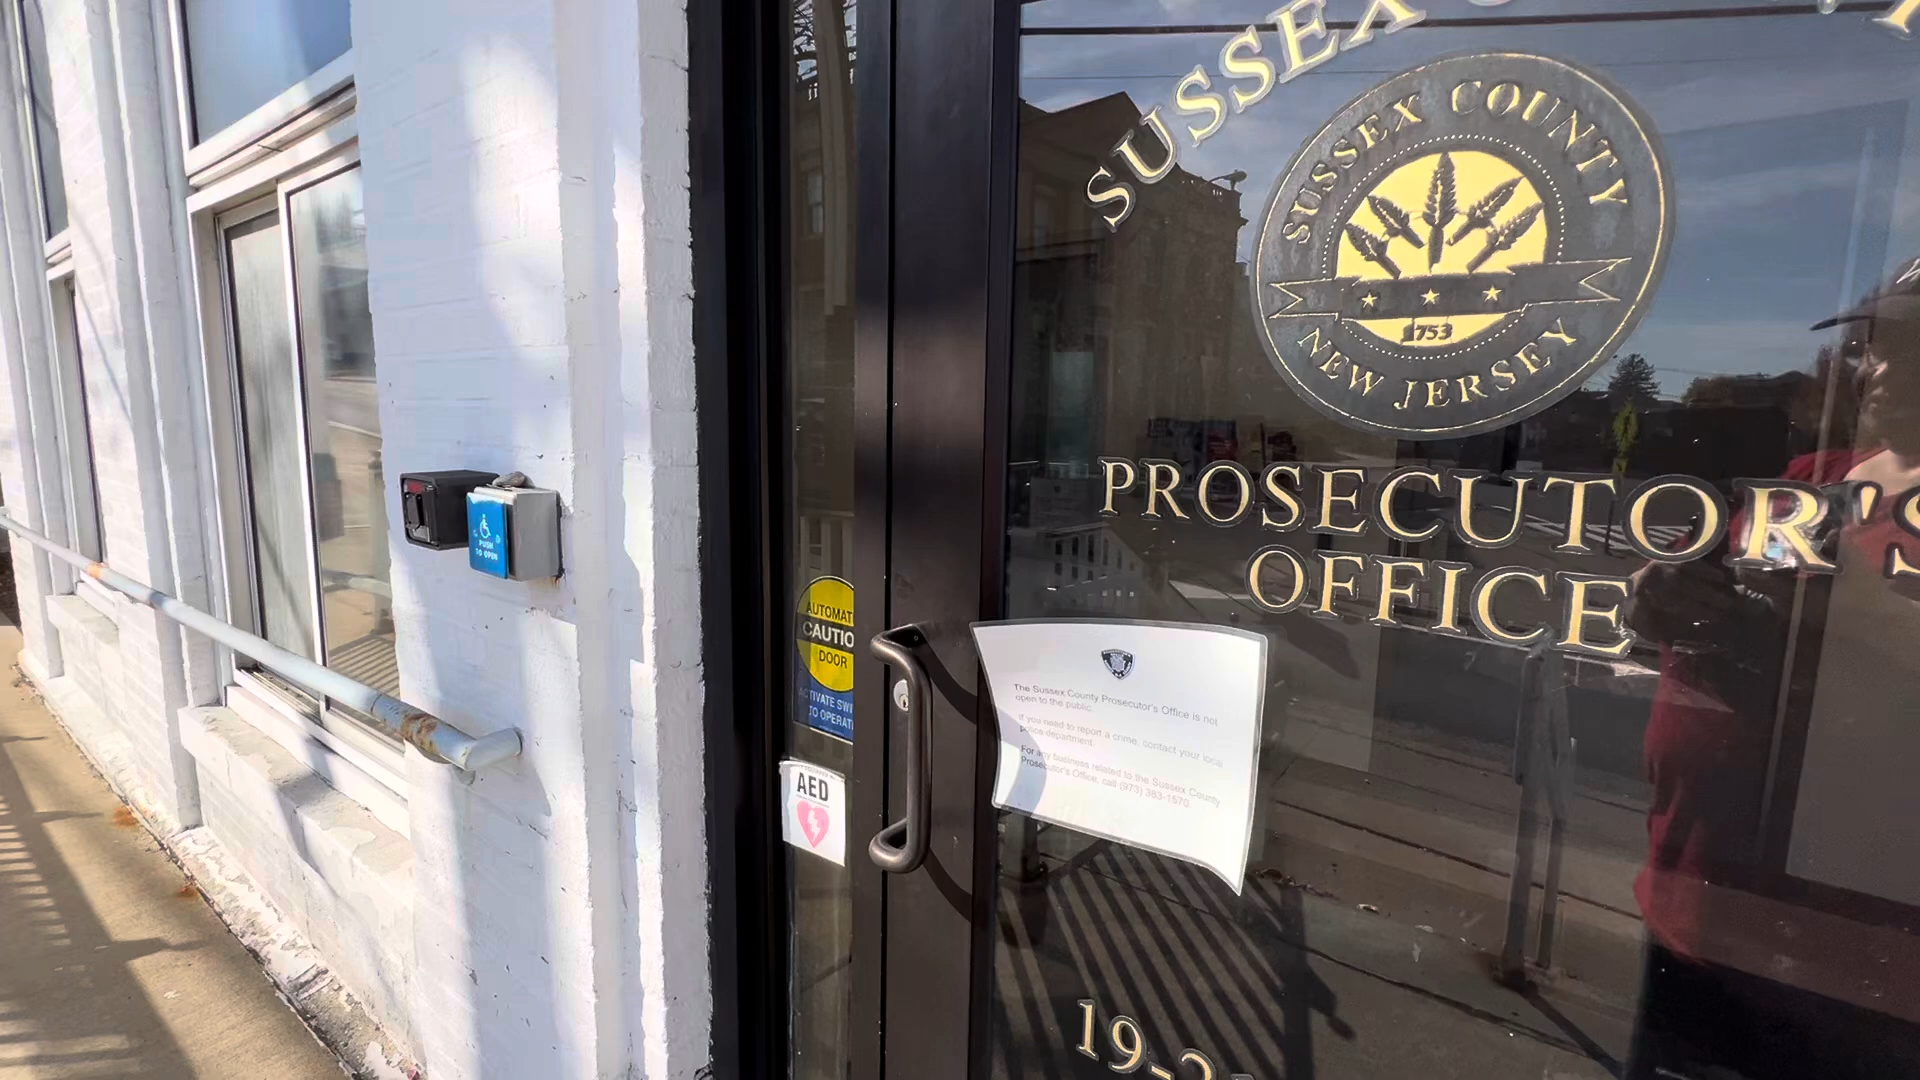 SUSSEX
SUSSEX COUNTY
1753
NEW JERSEY
PROSECUTOR'S
OFFICE
PUSH
TO OPEN
AUTOMAT
CAUTIO
DOOR
ACTIVATE SWI
TO OPERAT
AED
The Sussex County Prosecutor's Office is not
open to the public.
If you need to report a crime, contact your local
police department.
For any business related to the Sussex County
Prosecutor's Office, call (973) 383-1570
19-2